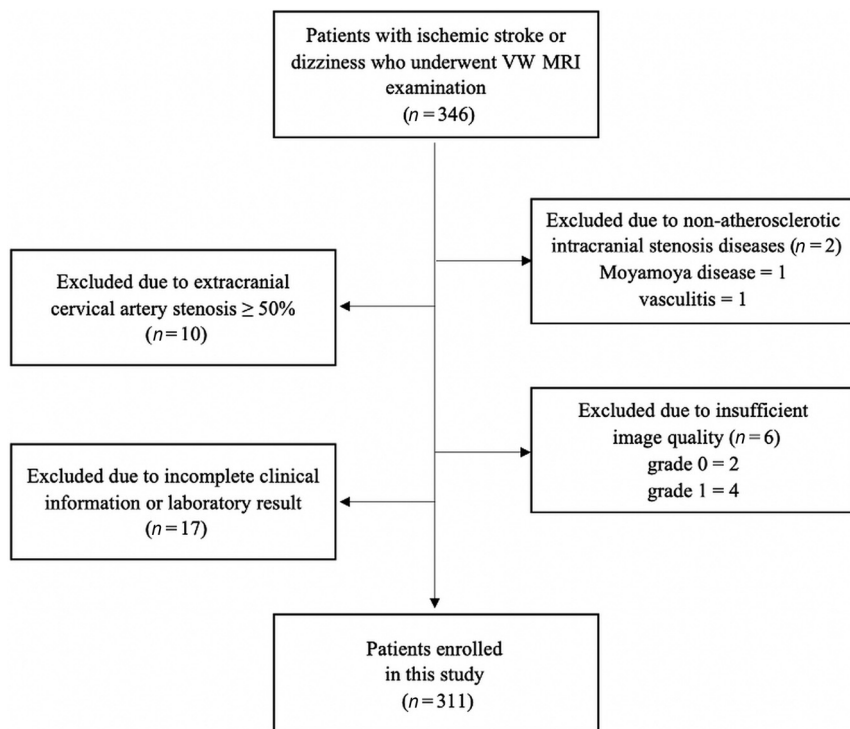 Patients with ischemic stroke or
dizziness who underwent VW MRI
examination
(n = 346)
Excluded due to non-atherosclerotic
intracranial stenosis diseases (n = 2)
Moyamoya disease = 1
vasculitis = 1
Excluded due to extracranial
cervical artery stenosis ≥ 50%
(n = 10)
Excluded due to insufficient
image quality (n = 6)
grade 0 = 2
grade 1 = 4
Excluded due to incomplete clinical
information or laboratory result
(n = 17)
Patients enrolled
in this study
(n = 311)